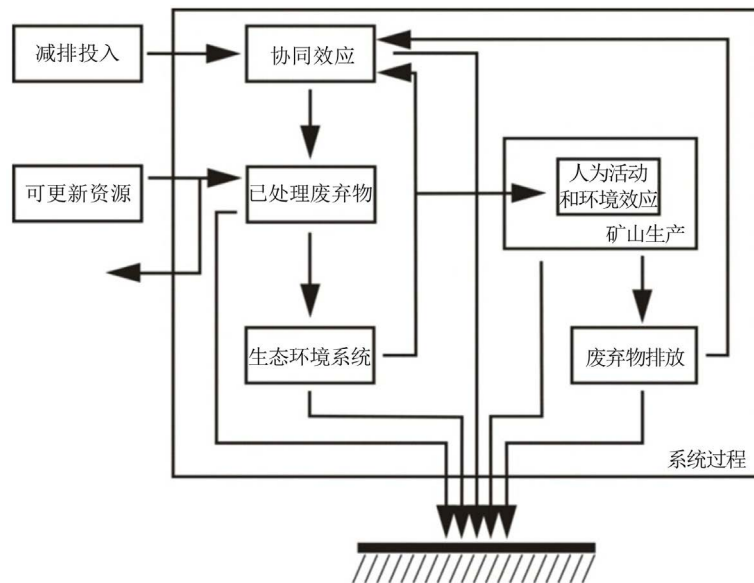 减排投入
协同效应
可更新资源
已处理废弃物
人为活动
和环境效应
矿山生产
生态环境系统
废弃物排放
系统过程